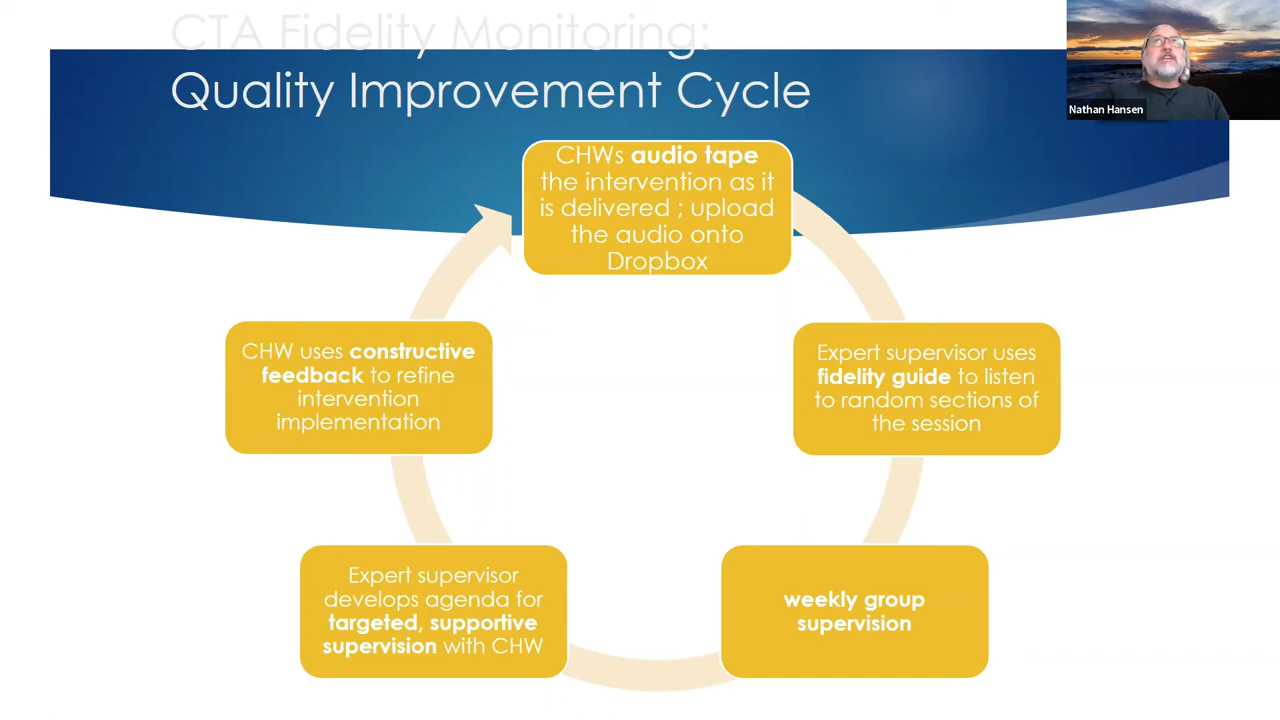 CTA Fidelity Monitoring:
Quality Improvement Cycle
Nathan Hansen
CHWs audio tape
the intervention as it
is delivered ; upload
the audio onto
Dropbox
Expert supervisor uses
fidelity guide to listen
to random sections of
the session
weekly group
supervision
Expert supervisor
develops agenda for
targeted, supportive
supervision with CHW
CHW uses constructive
feedback to refine
intervention
implementation